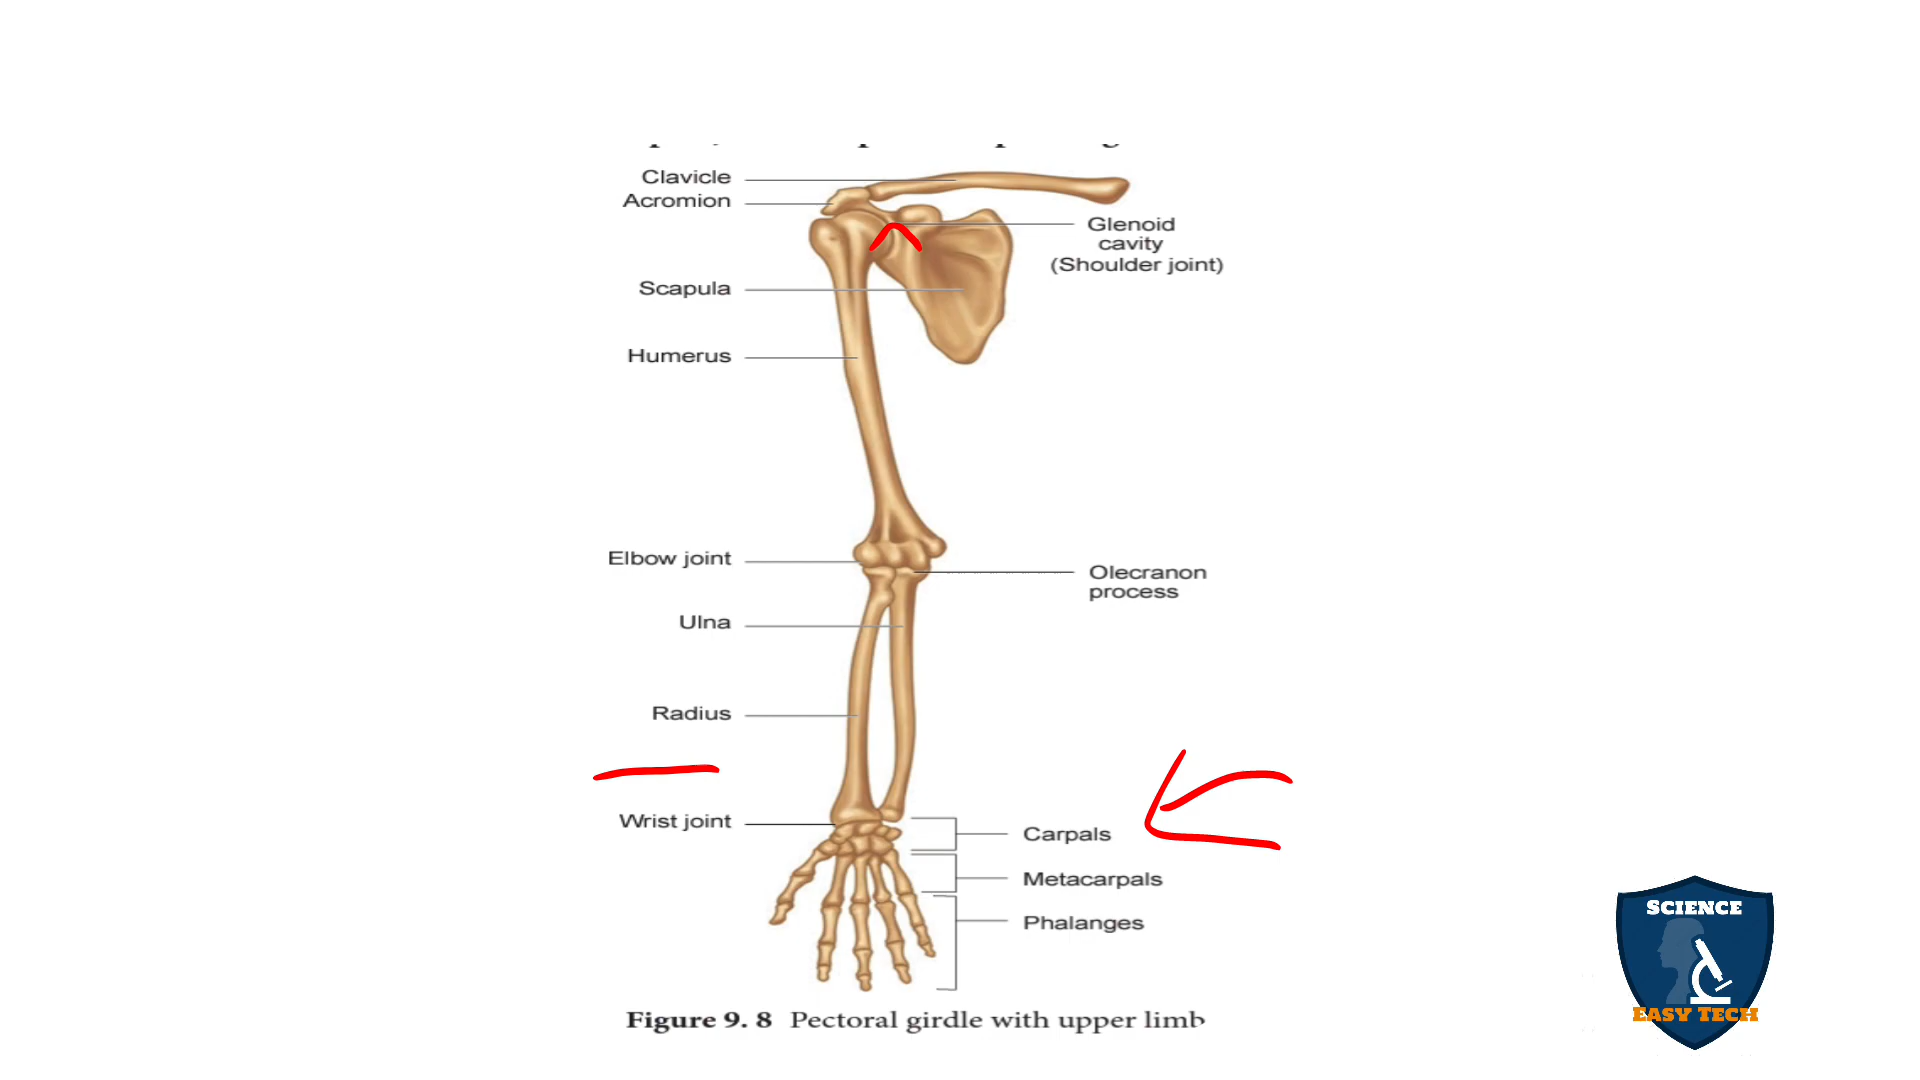 Clavicle
Acromion
Glenoid
cavity
(Shoulder joint)
Scapula
Humerus
Elbow joint
Olecranon
process
Ulna
Radius
Wrist joint
Carpals
Metacarpals
Phalanges
Figure 9. 8 Pectoral girdle with upper limb
SCIENCE
EASY TECH